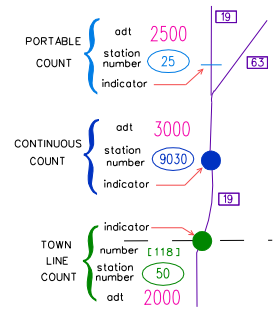 19
adt 2500
PORTABLE COUNT
station number 25
63
indicator
adt 3000
CONTINUOUS COUNT
station number 9030
indicator
19
indicator
TOWN LINE COUNT
number [118]
station number 50
adt 2000